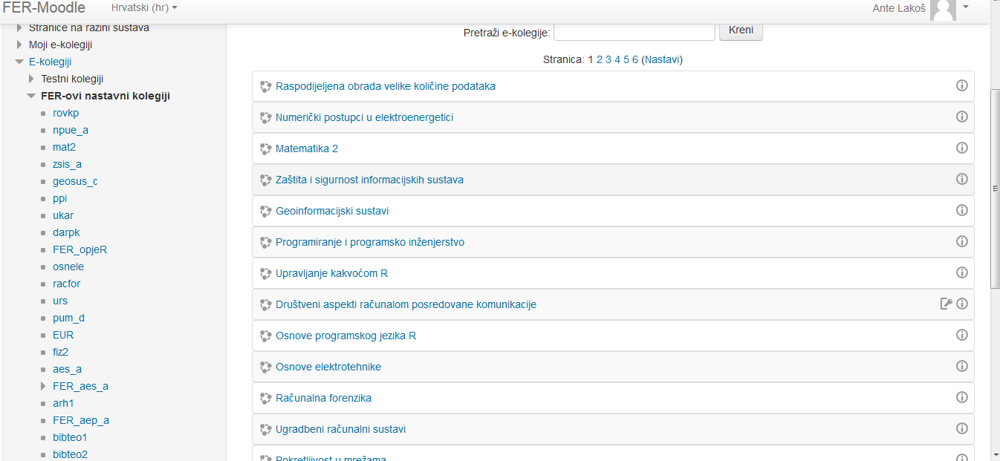 FER-Moodle Hrvatski (hr) Ante Lakoš
Stranice na razini sustava
Moji e-kolegiji
E-kolegiji
Testni kolegiji
FER-ovi nastavni kolegiji
rovkp
npue_a
mat2
zsis_a
geosus_c
ppi
ukar
darpk
FER_opjeR
osnele
racfor
urs
pum_d
EUR
fiz2
aes_a
FER_aes_a
arh1
FER_aep_a
bibteo1
bibteo2
Pretraži e-kolegije: Kreni
Stranica: 1 2 3 4 5 6 (Nastavi)
Raspodijeljena obrada velike količine podataka
Numerički postupci u elektroenergetici
Matematika 2
Zaštita i sigurnost informacijskih sustava
Geoinformacijski sustavi
Programiranje i programsko inženjerstvo
Upravljanje kakvoćom R
Društveni aspekti računalom posredovane komunikacije
Osnove programskog jezika R
Osnove elektrotehnike
Računalna forenzika
Ugradbeni računalni sustavi
Pokretljivost u mrežama